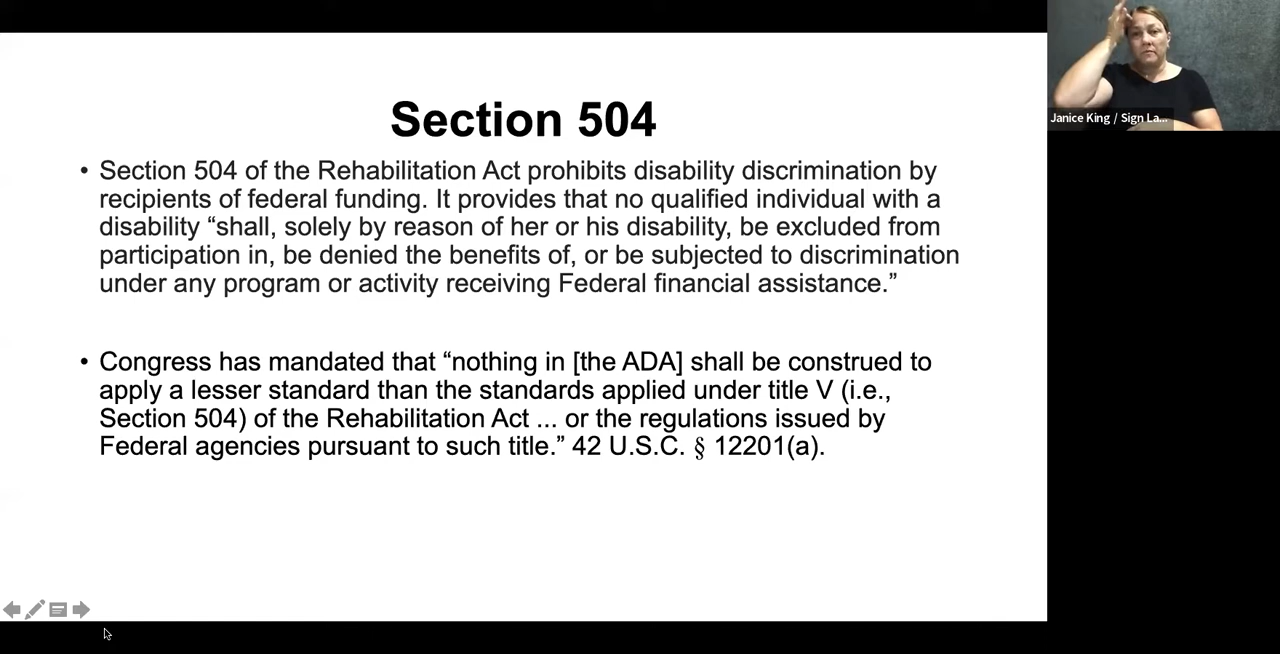 Section 504
• Section 504 of the Rehabilitation Act prohibits disability discrimination by
recipients of federal funding. It provides that no qualified individual with a
disability “shall, solely by reason of her or his disability, be excluded from
participation in, be denied the benefits of, or be subjected to discrimination
under any program or activity receiving Federal financial assistance.”
• Congress has mandated that “nothing in [the ADA] shall be construed to
apply a lesser standard than the standards applied under title V (i.e.,
Section 504) of the Rehabilitation Act ... or the regulations issued by
Federal agencies pursuant to such title.” 42 U.S.C. § 12201(a).
Janice King / Sign La...